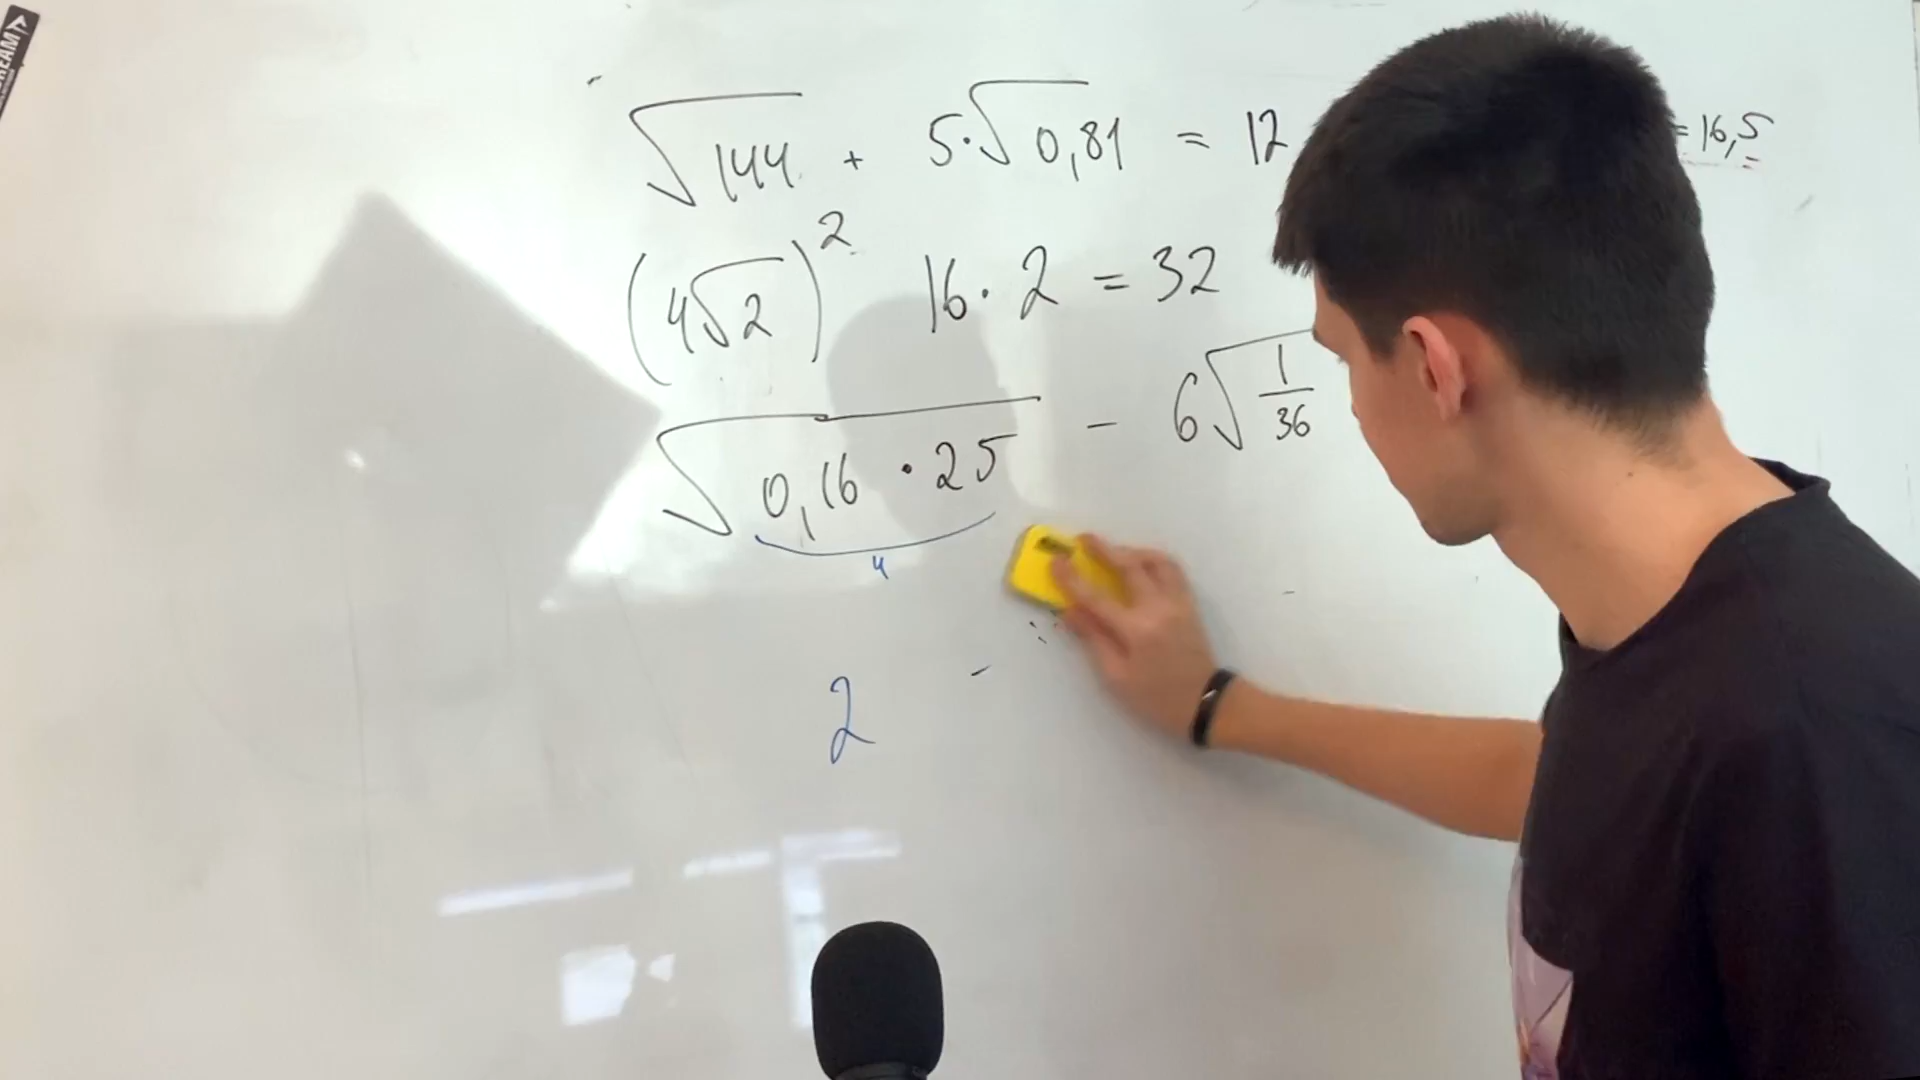 √144 + 5·√0,81 = 12 = 16,5
(4√2)² 16·2 = 32
√0,16·25 - 6√1/36
4
2 -